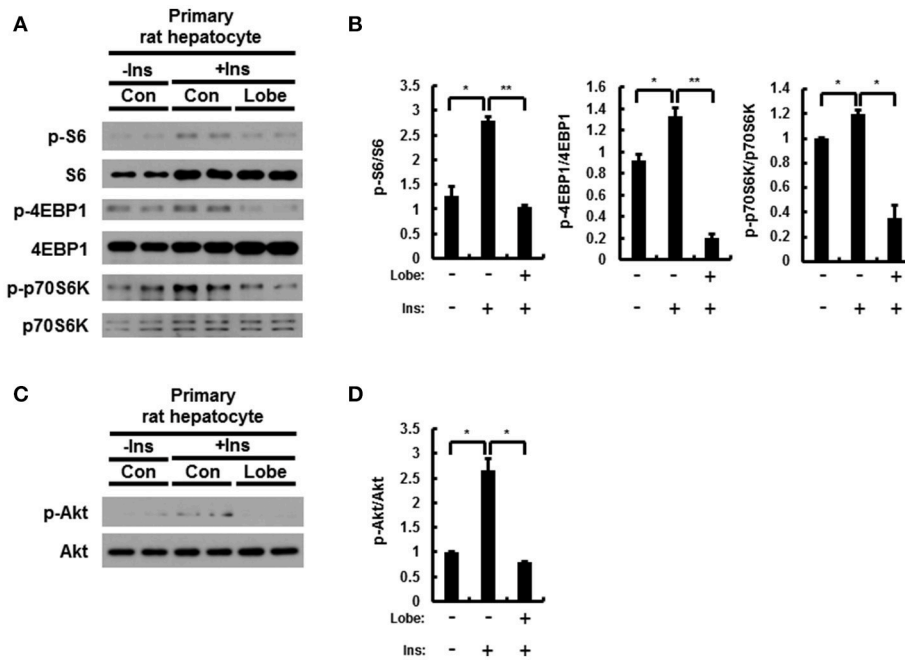 A
Primary
rat hepatocyte
-Ins +Ins
Con Con Lobe
p-S6
S6
p-4EBP1
4EBP1
p-p70S6K
p70S6K
B
p-S6/S6
3.5
3
2.5
2
1.5
1
0.5
0
* **
Lobe: - - +
Ins: - + +
p-4EBP1/4EBP1
1.6
1.4
1.2
1
0.8
0.6
0.4
0.2
0
* **
- - +
- + +
p-p70S6K/p70S6K
1.4
1.2
1
0.8
0.6
0.4
0.2
0
* *
- - +
- + +
C
Primary
rat hepatocyte
-Ins +Ins
Con Con Lobe
p-Akt
Akt
D
p-Akt/Akt
3.5
3
2.5
2
1.5
1
0.5
0
* *
Lobe: - - +
Ins: - + +